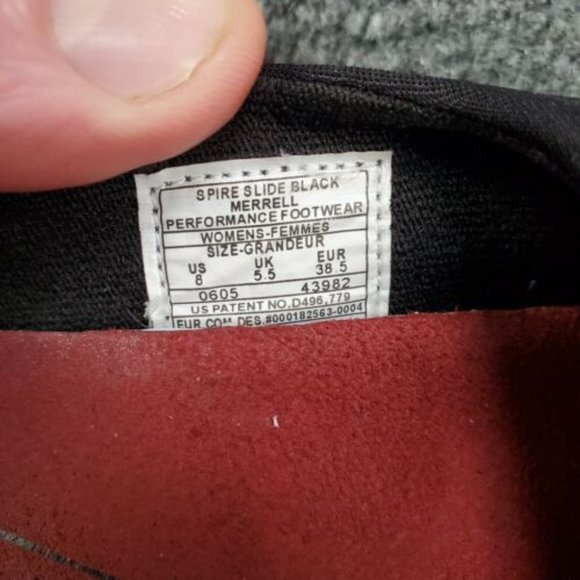 SPIRE SLIDE BLACK
MERRELL
PERFORMANCE FOOTWEAR
WOMENS-FEMMES
SIZE-GRANDEUR
US UK EUR
8 5.5 38.5
0605 43982
US PATENT NO.D496,779
EUR COM. DES.#000182563-0004